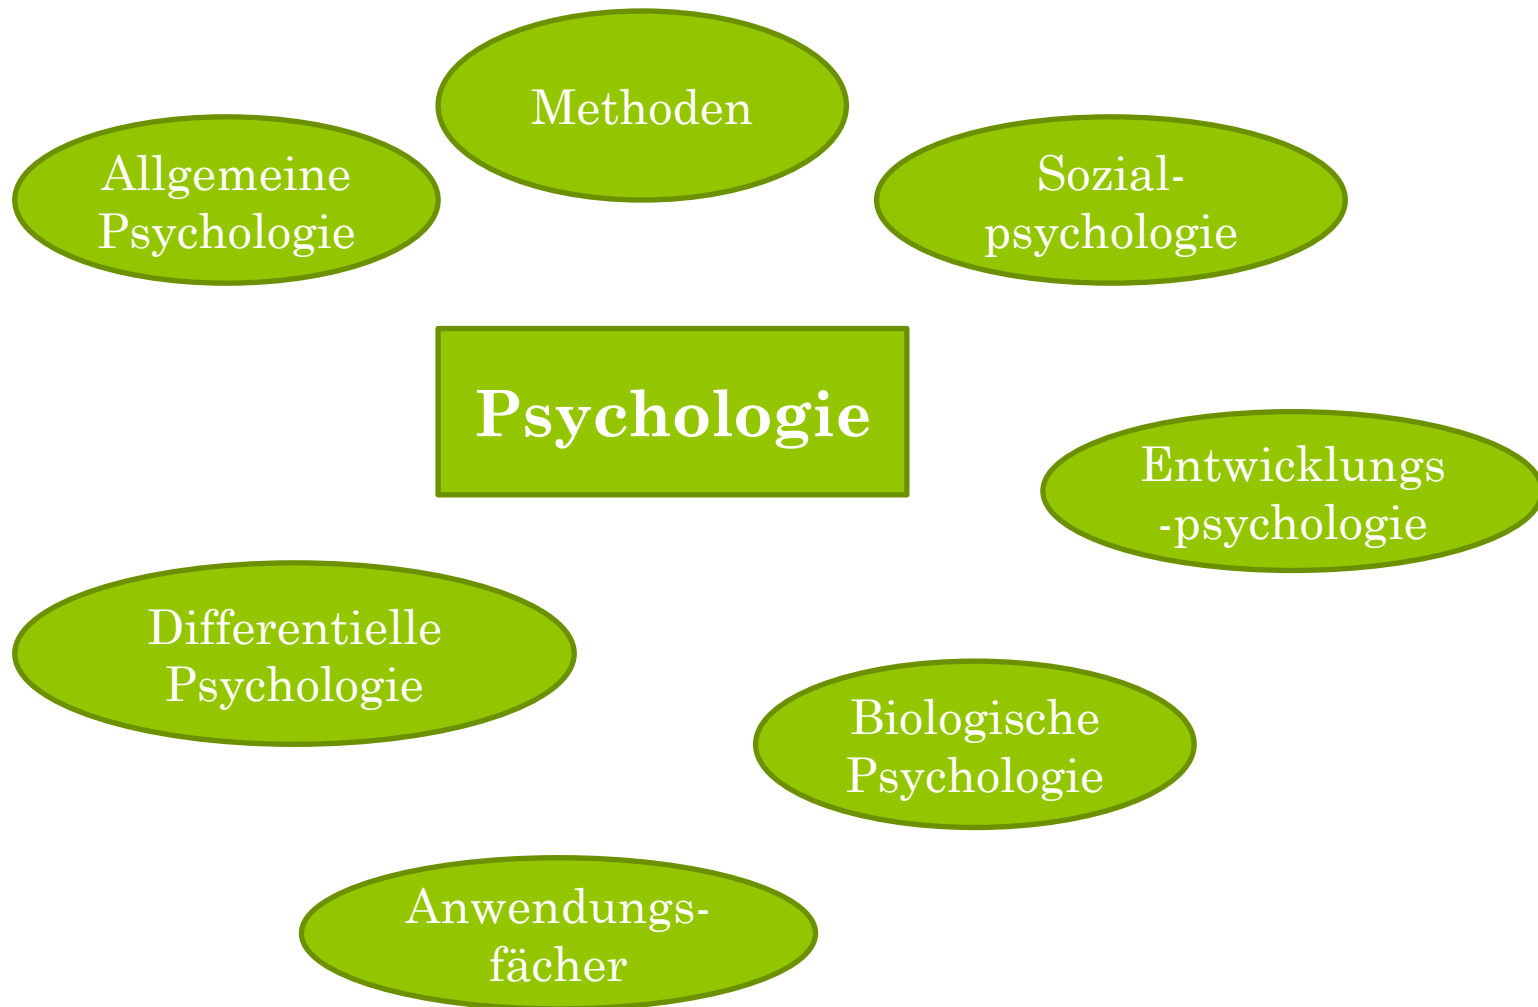 Methoden
Allgemeine
Psychologie
Sozial-
psychologie
Psychologie
Entwicklungs
-psychologie
Differentielle
Psychologie
Biologische
Psychologie
Anwendungs-
fächer